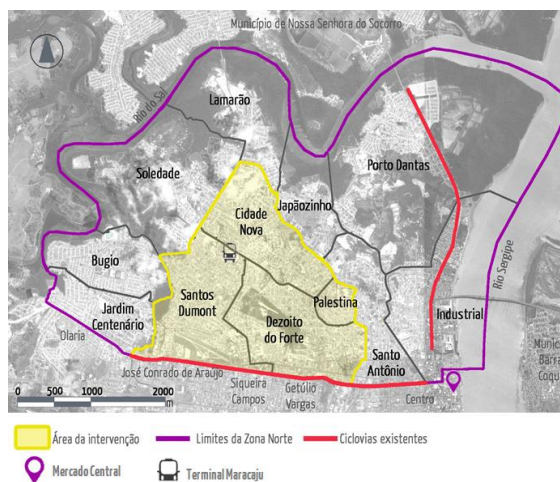 Município de Nossa Senhora do Socorro
Rio do Sal
Lamarão
Porto Dantas
Soledade
Japãozinho
Cidade
Nova
Bugio
Rio Sergipe
Santos
Dumont
Palestina
Jardim
Centenário
Dezoito
do Forte
Industrial
Olaria
Santo
Antônio
Municí
Barra
Coqu
José Conrado de Araújo
Siqueira
Campos
Getúlio
Vargas
Centro
0 500 1000 2000
m
Área da intervenção
Limites da Zona Norte
Ciclovias existentes
Mercado Central
Terminal Maracaju